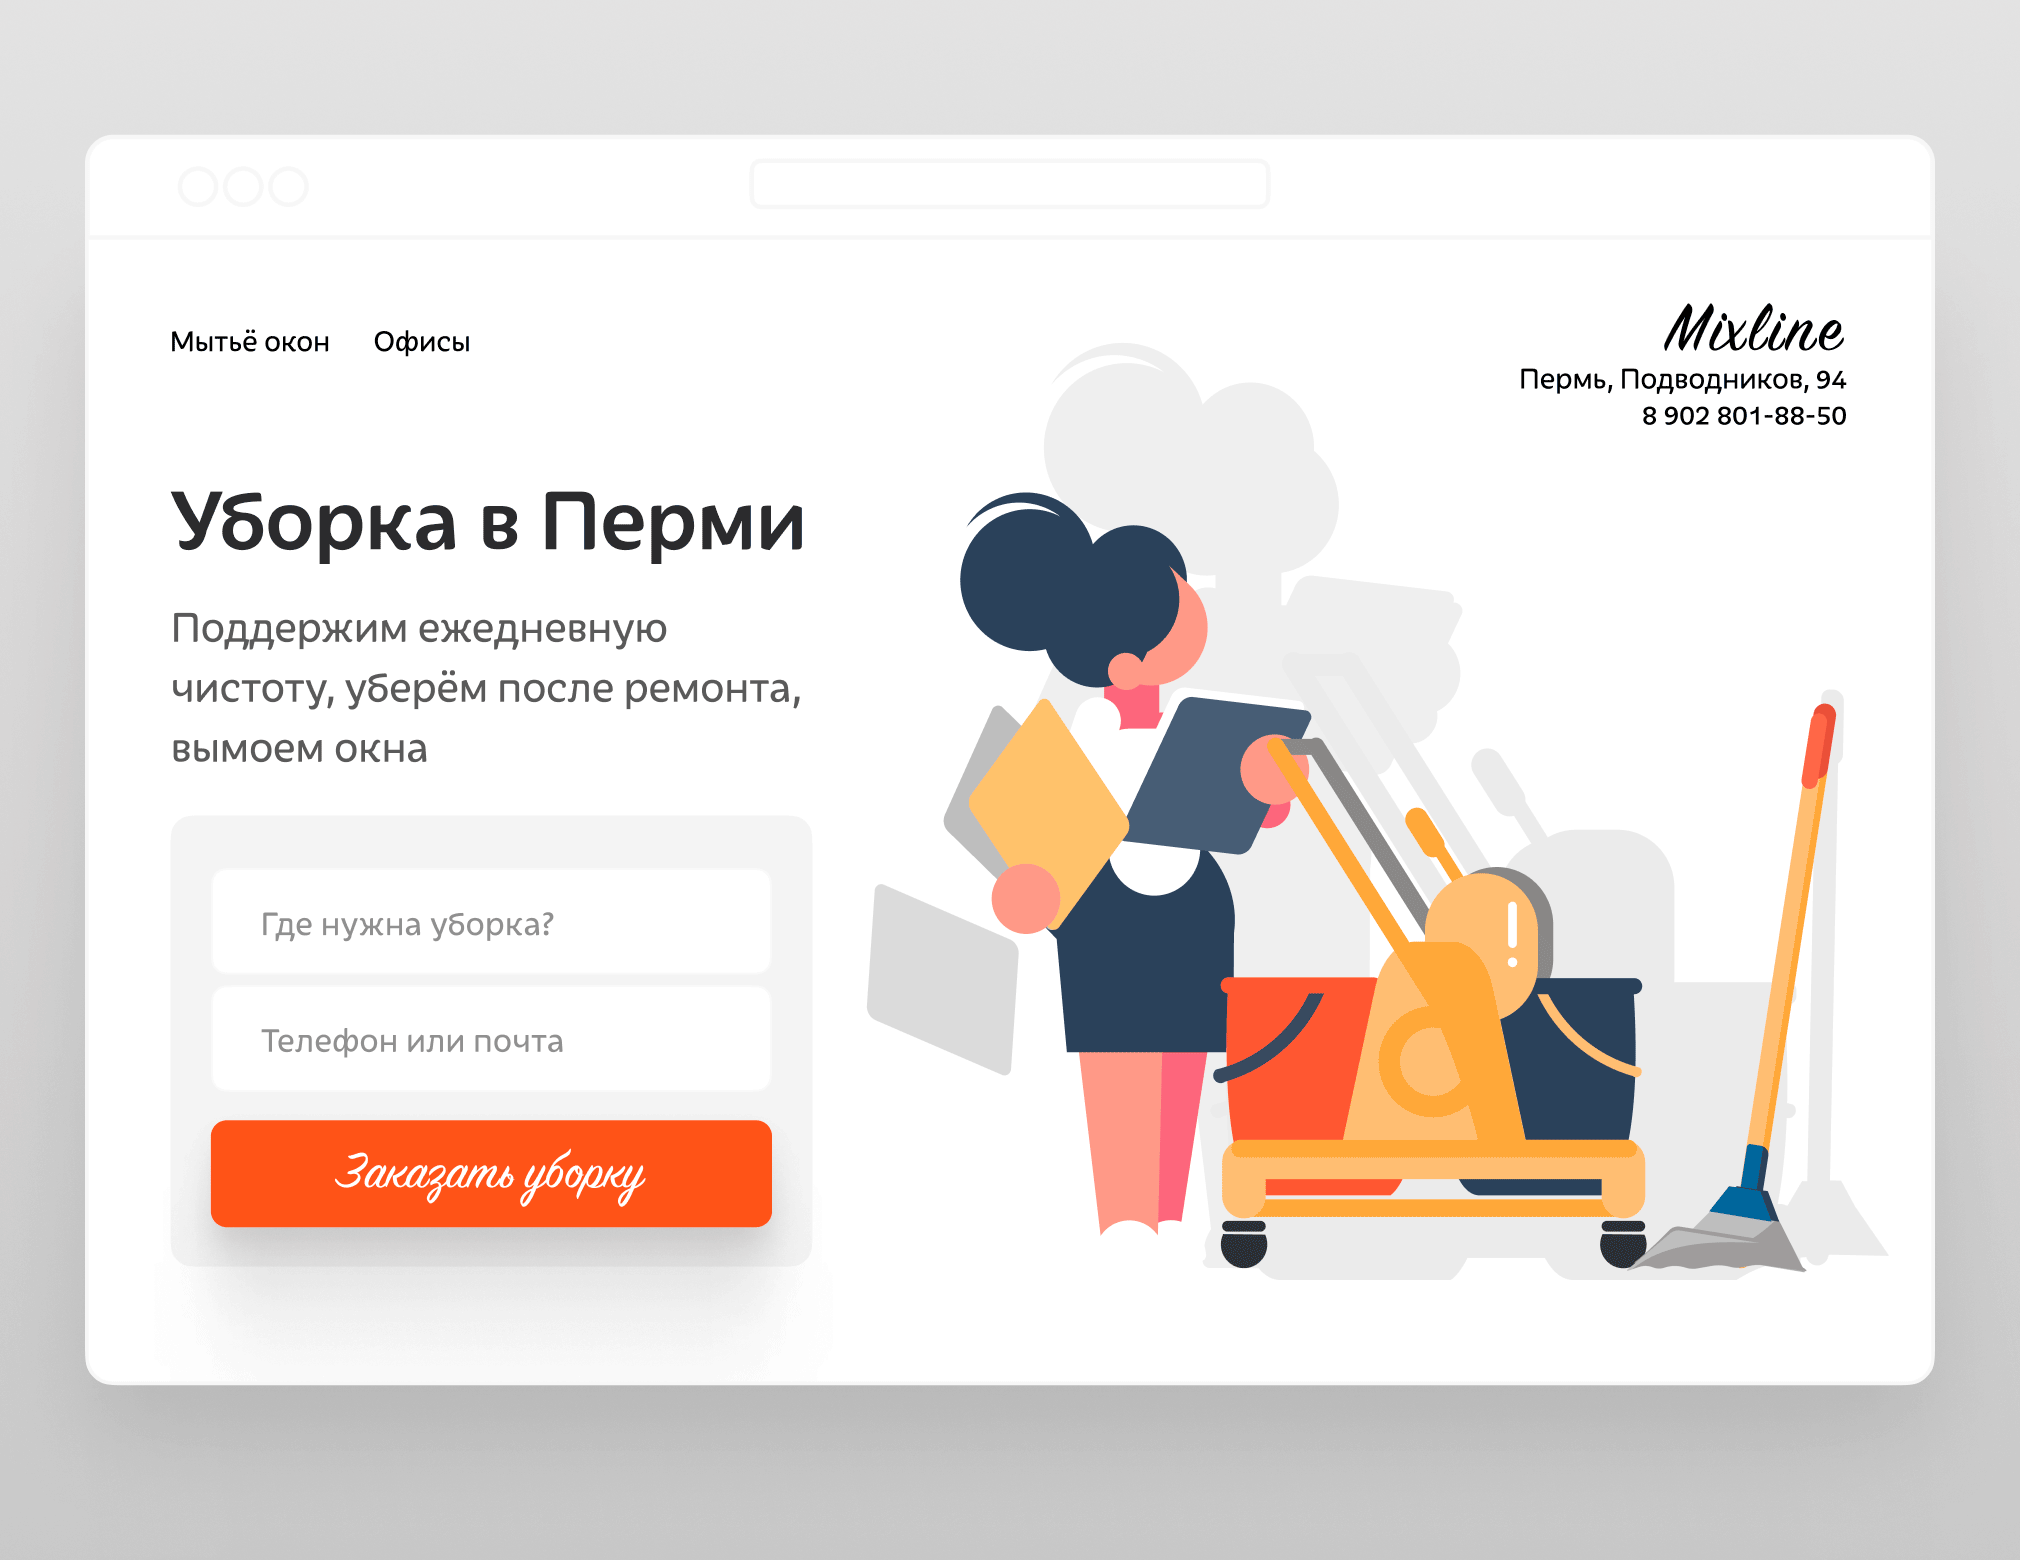 Мытьё окон Офисы
Mixline
Пермь, Подводников, 94
8 902 801-88-50
Уборка в Перми
Поддержим ежедневную
чистоту, уберём после ремонта,
вымоем окна
Где нужна уборка?
Телефон или почта
Заказать уборку